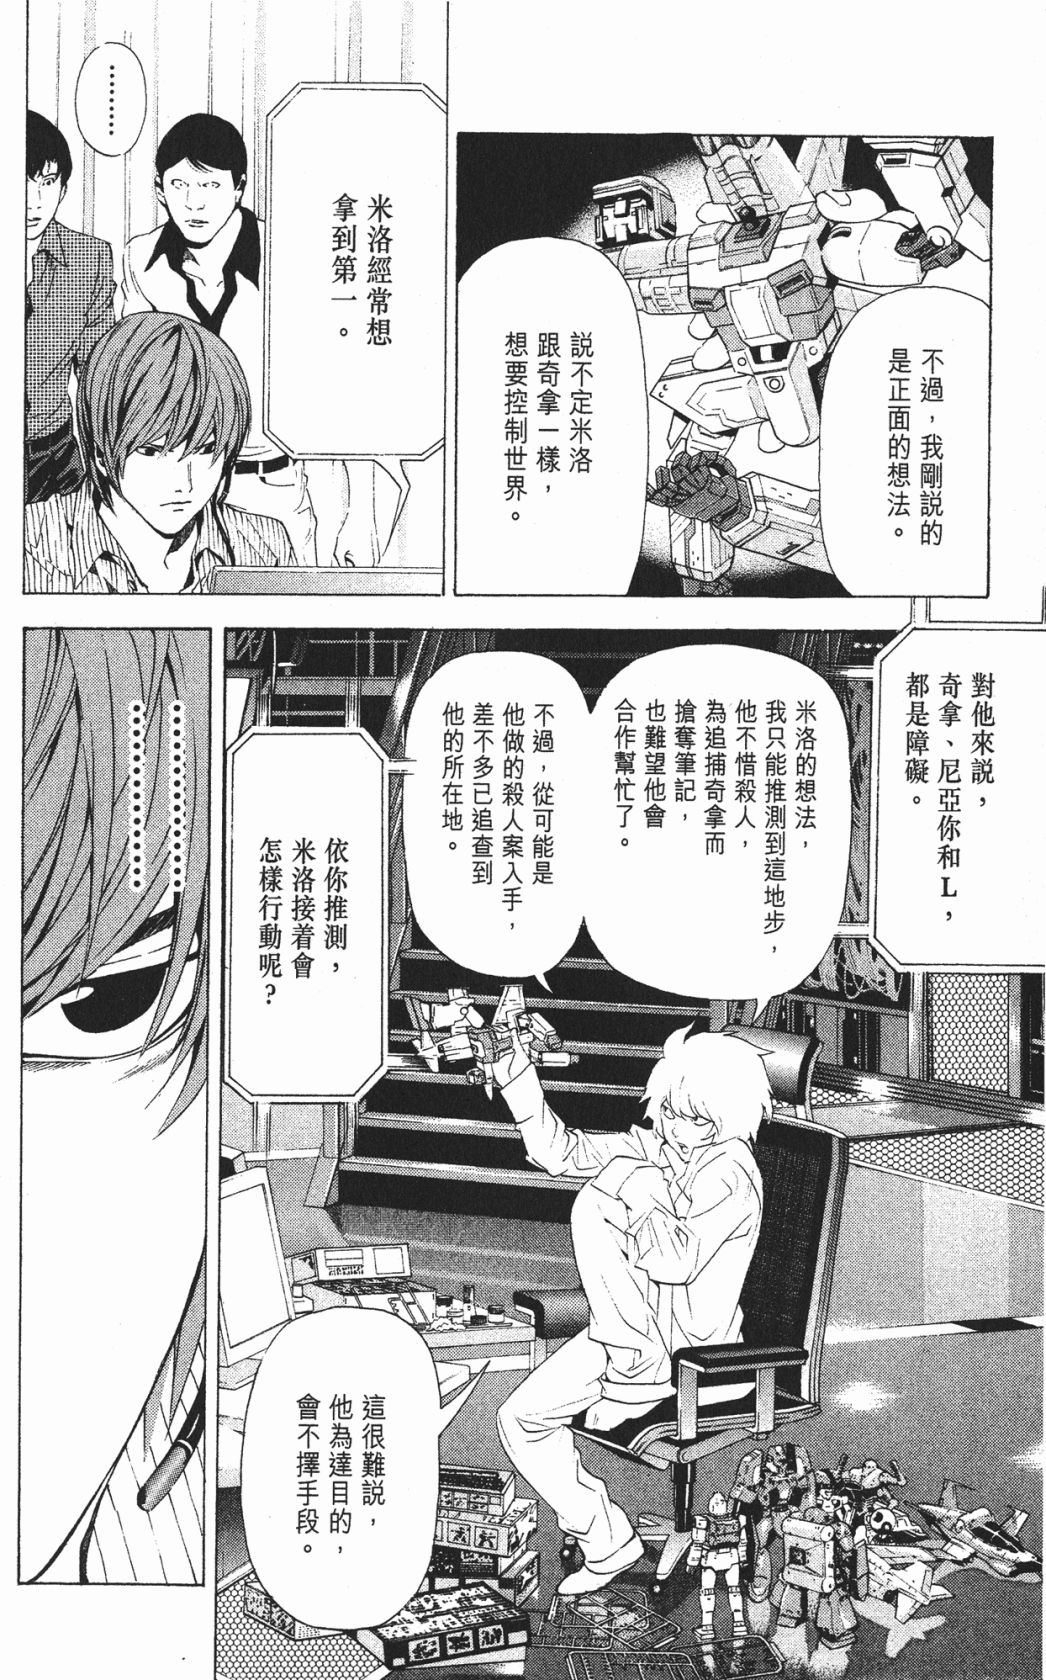 不過，我剛說的
是正面的想法。
說不定米洛
跟奇拿一樣，
想要控制世界。
米洛經常想
拿到第一。
………
對他來說，
奇拿、尼亞你和L，
都是障礙。
米洛的想法，
我只能推測到這地步，
他不惜殺人，
為追捕奇拿而
搶奪筆記，
也難望他會
合作幫忙了。
不過，從可能是
他做的殺人案入手，
差不多已追查到
他的所在地。
依你推測，
米洛接着會
怎樣行動呢？
這很難說，
他為達目的，
會不擇手段。
…………
…………